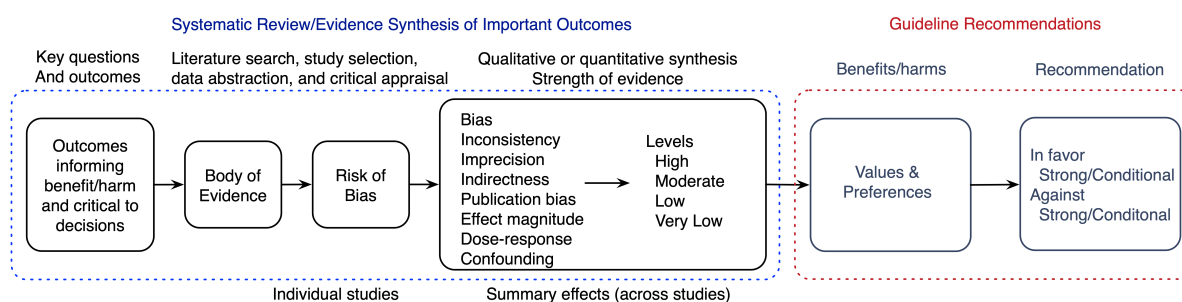 Systematic Review/Evidence Synthesis of Important Outcomes
Guideline Recommendations
Key questions
And outcomes
Literature search, study selection,
data abstraction, and critical appraisal
Qualitative or quantitative synthesis
Strength of evidence
Benefits/harms
Recommendation
Outcomes
informing
benefit/harm
and critical to
decisions
Body of
Evidence
Risk of
Bias
Bias
Inconsistency
Imprecision
Indirectness
Publication bias
Effect magnitude
Dose-response
Confounding
Levels
High
Moderate
Low
Very Low
Values &
Preferences
In favor
Strong/Conditional
Against
Strong/Conditonal
Individual studies
Summary effects (across studies)